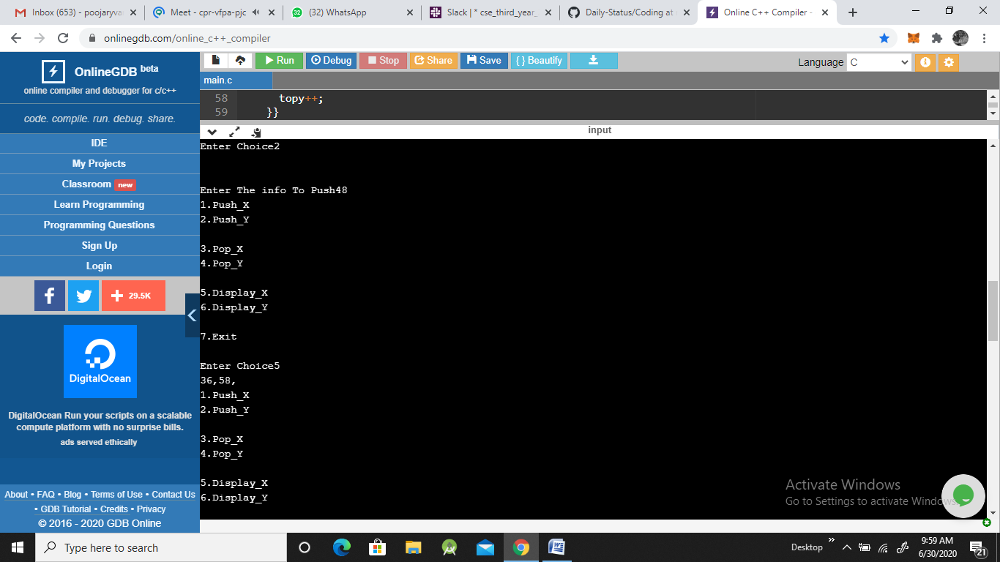 Inbox (653) - poojaryva
Meet - cpr-vfpa-pjc
(32) WhatsApp
Slack | * cse_third_year_
Daily-Status/Coding at
Online C++ Compiler -
onlinegdb.com/online_c++_compiler
OnlineGDB beta
online compiler and debugger for c/c++
code. compile. run. debug. share.
IDE
My Projects
Classroom new
Learn Programming
Programming Questions
Sign Up
Login
f
29.5K
DigitalOcean
DigitalOcean Run your scripts on a scalable
compute platform with no surprise bills.
ads served ethically
About • FAQ • Blog • Terms of Use • Contact Us
• GDB Tutorial • Credits • Privacy
© 2016 - 2020 GDB Online
Run Debug Stop Share Save { } Beautify
Language C
main.c
58 topy++;
59 }}
input
Enter Choice2
Enter The info To Push48
1.Push_X
2.Push_Y
3.Pop_X
4.Pop_Y
5.Display_X
6.Display_Y
7.Exit
Enter Choice5
36,58,
1.Push_X
2.Push_Y
3.Pop_X
4.Pop_Y
5.Display_X
6.Display_Y
Activate Windows
Go to Settings to activate Windows.
Type here to search
Desktop
9:59 AM
6/30/2020
21